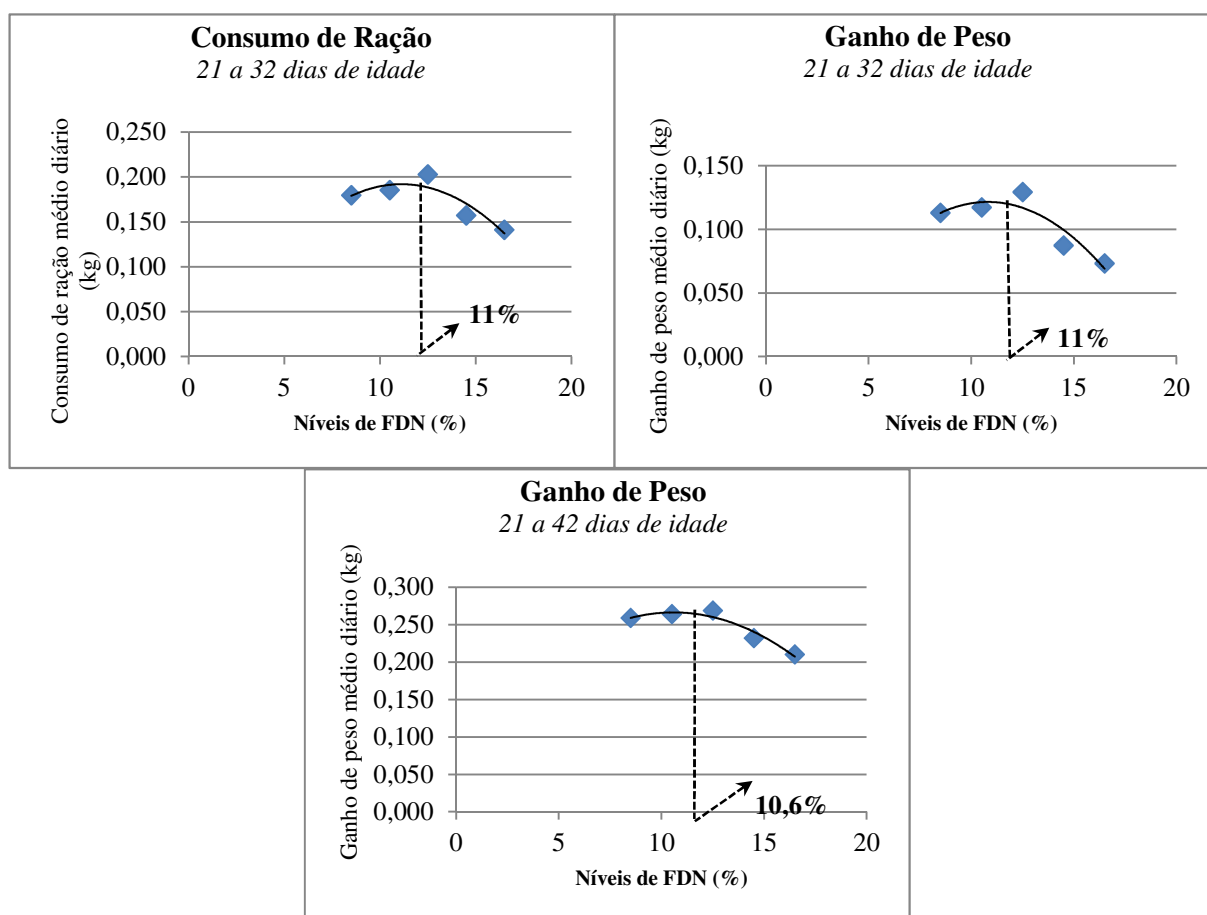 Consumo de Ração
21 a 32 dias de idade
Consumo de ração médio diário
(kg)
0,250
0,200
0,150
0,100
0,050
0,000
11%
0 5 10 15 20
Níveis de FDN (%)
Ganho de Peso
21 a 32 dias de idade
Ganho de peso médio diário (kg)
0,150
0,100
0,050
0,000
11%
0 5 10 15 20
Níveis de FDN (%)
Ganho de Peso
21 a 42 dias de idade
Ganho de peso médio diário (kg)
0,300
0,250
0,200
0,150
0,100
0,050
0,000
10,6%
0 5 10 15 20
Níveis de FDN (%)